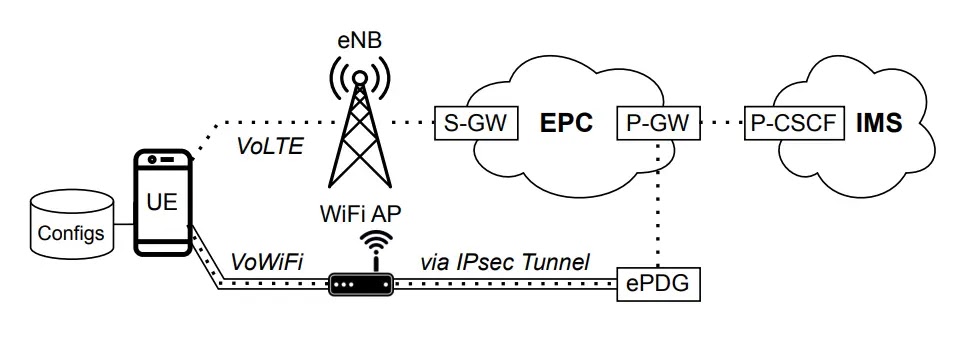 eNB
S-GW
EPC
P-GW
P-CSCF
IMS
VoLTE
UE
WiFi AP
Configs
VoWiFi
via IPsec Tunnel
ePDG